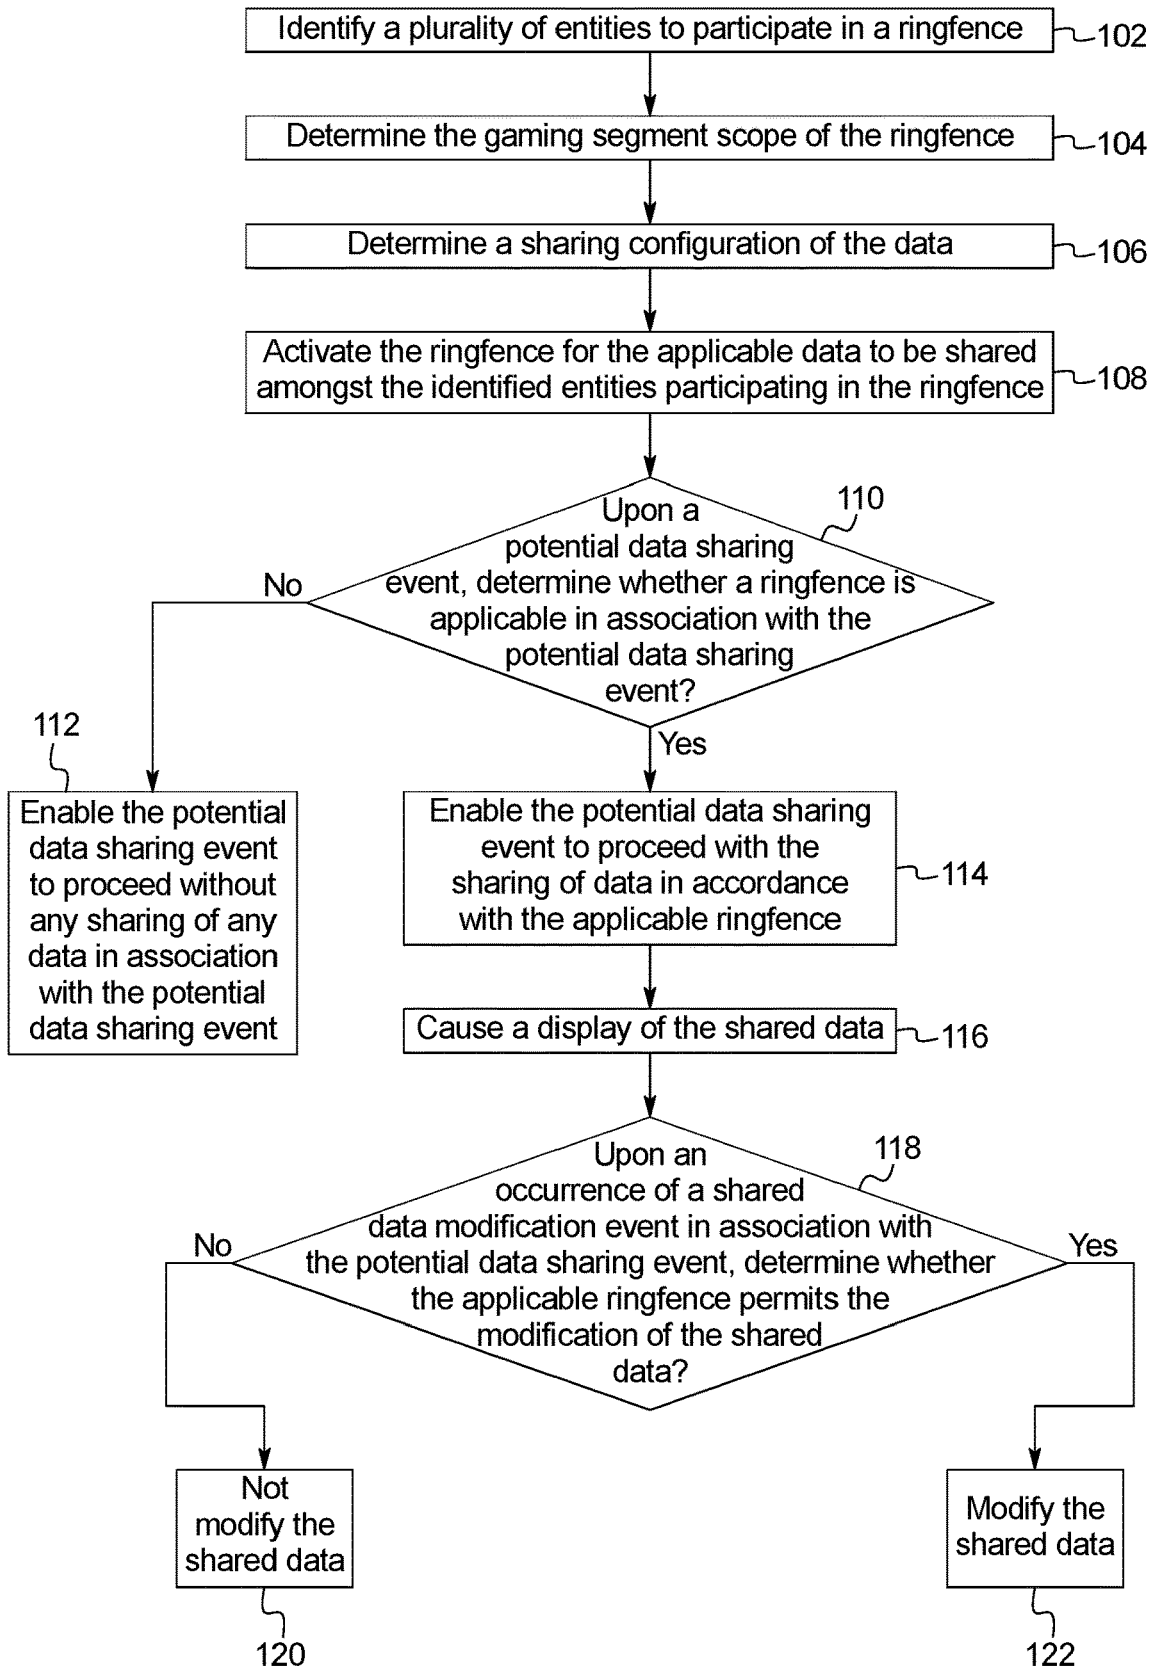 Identify a plurality of entities to participate in a ringfence
102
Determine the gaming segment scope of the ringfence
104
Determine a sharing configuration of the data
106
Activate the ringfence for the applicable data to be shared
amongst the identified entities participating in the ringfence
108
110
Upon a
potential data sharing
event, determine whether a ringfence is
applicable in association with the
potential data sharing
event?
No
Yes
112
Enable the potential
data sharing event
to proceed without
any sharing of any
data in association
with the potential
data sharing event
Enable the potential data sharing
event to proceed with the
sharing of data in accordance
with the applicable ringfence
114
Cause a display of the shared data
116
118
Upon an
occurrence of a shared
data modification event in association with
the potential data sharing event, determine whether
the applicable ringfence permits the
modification of the shared
data?
No
Yes
Not
modify the
shared data
120
Modify the
shared data
122